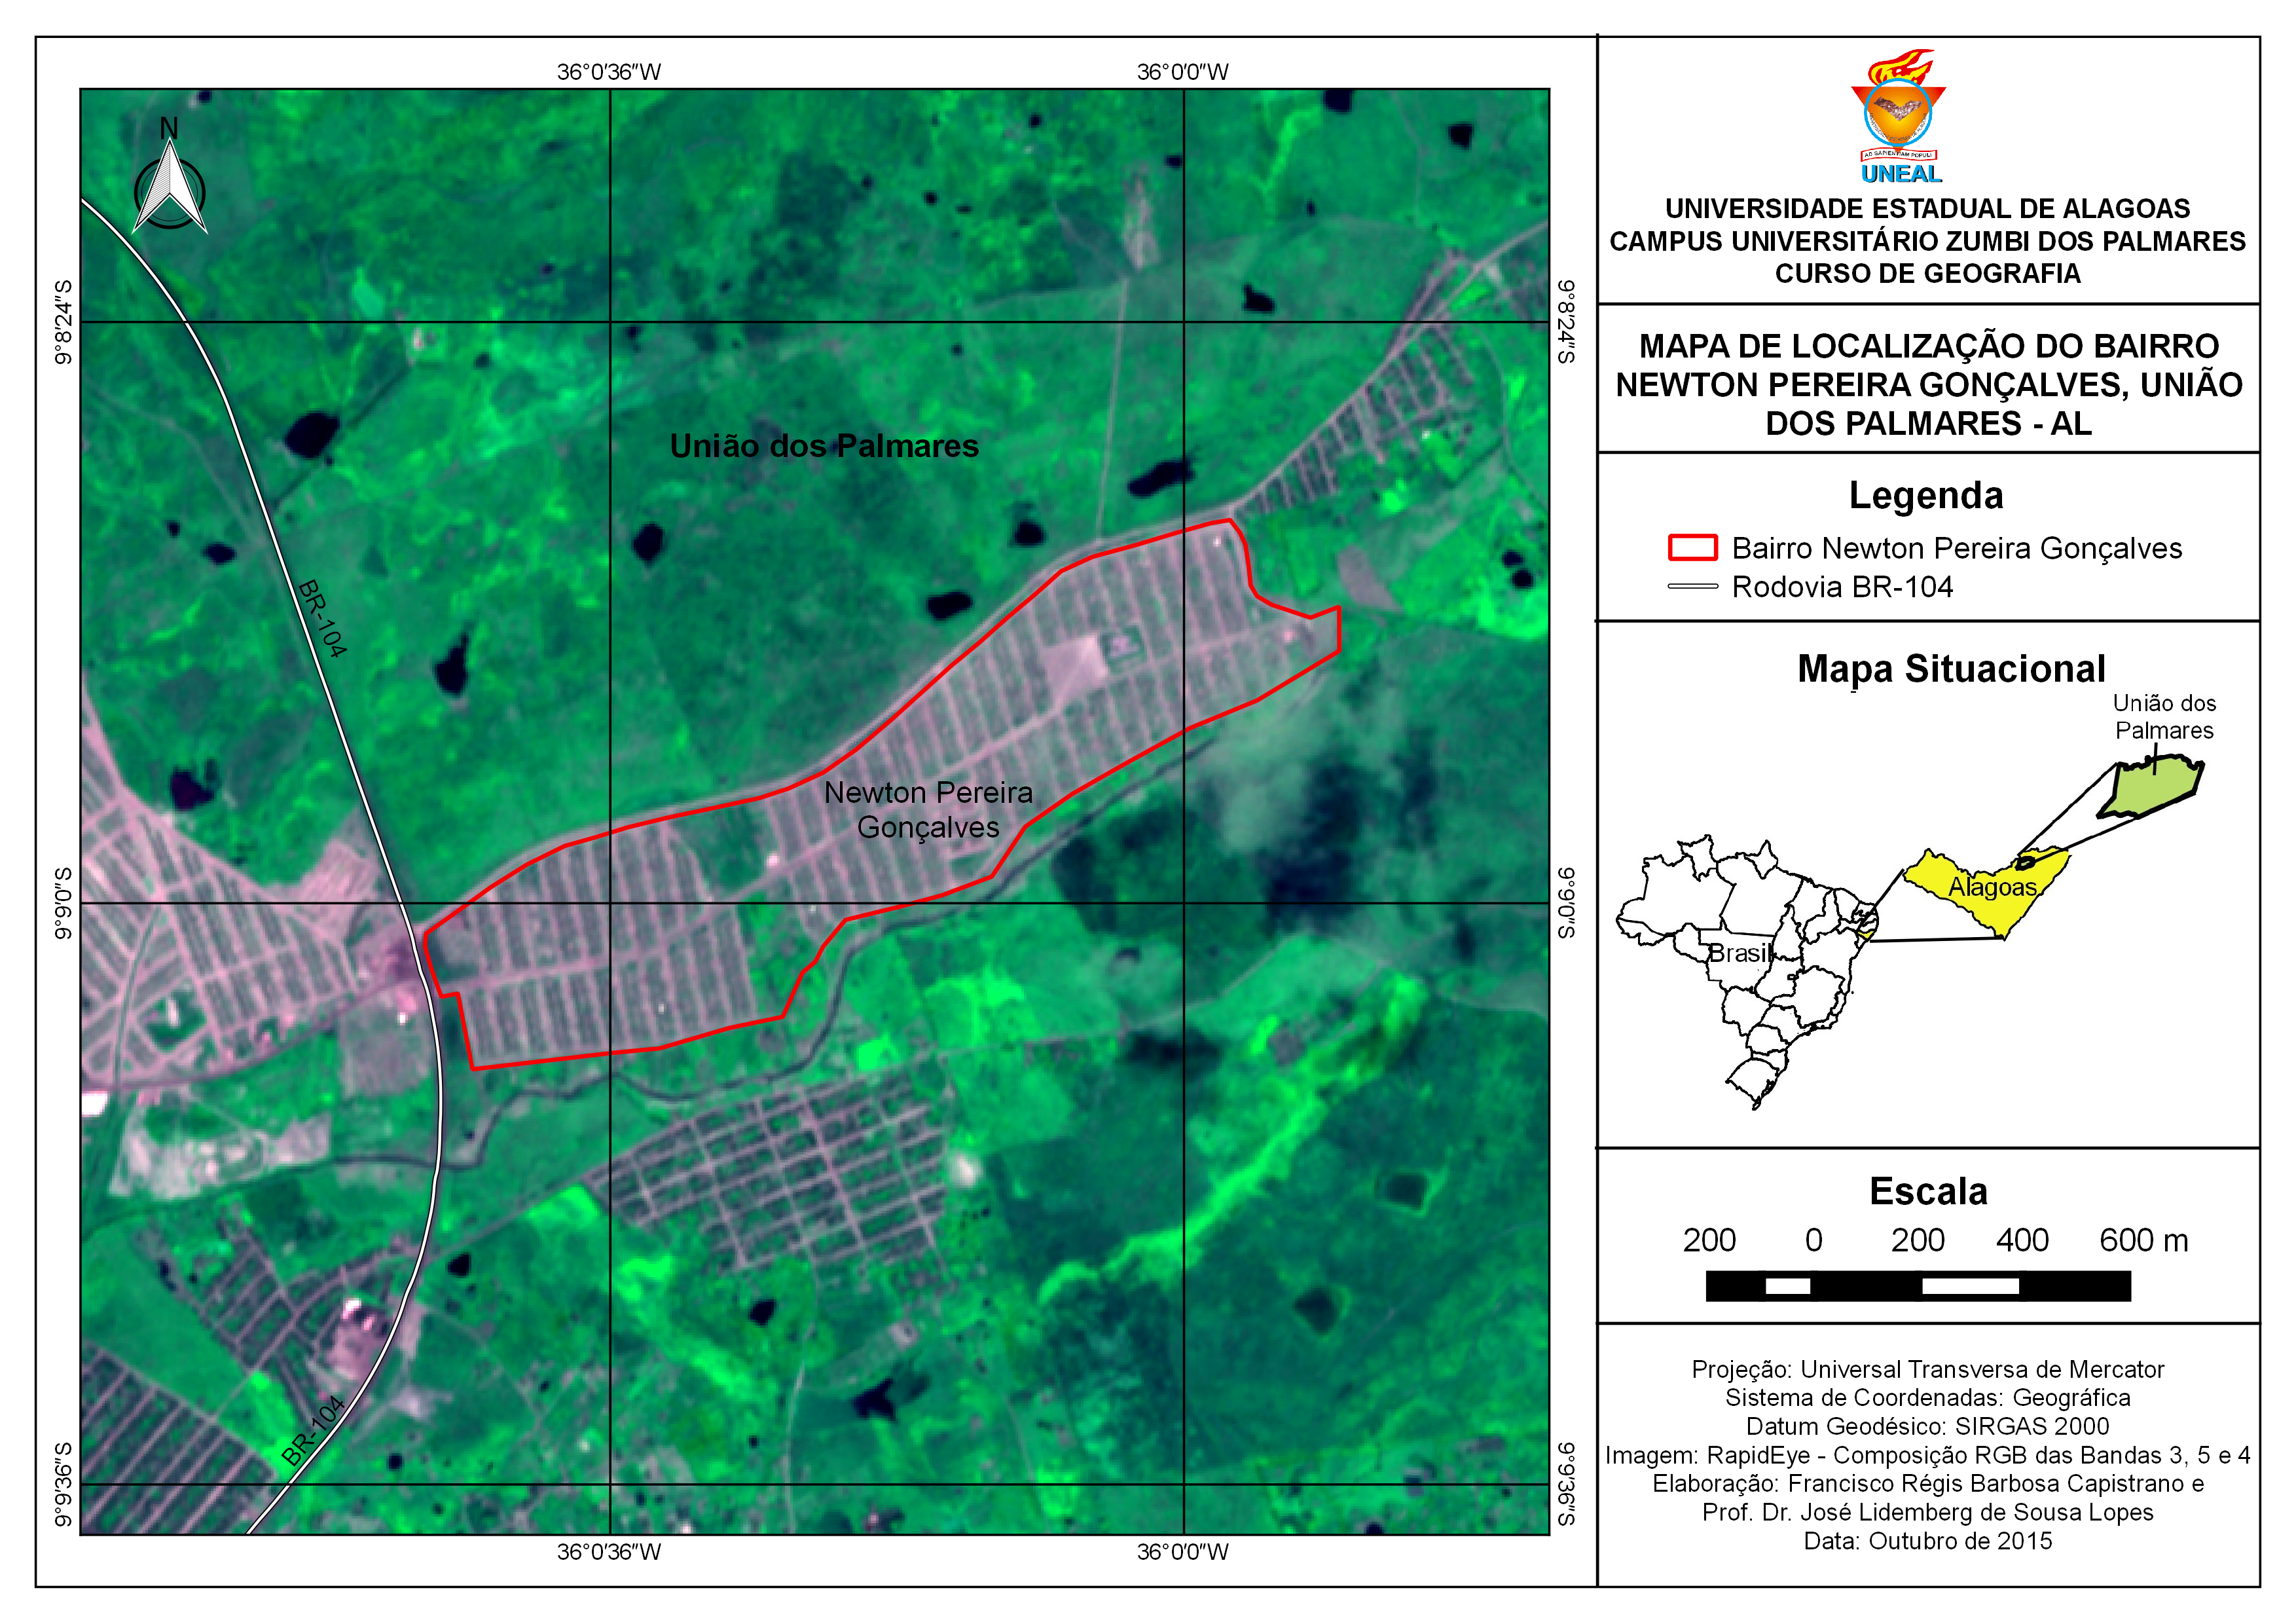 36°0'36"W
36°0'0"W
N
9°8'24"S
9°8'24"S
União dos Palmares
BR-104
Newton Pereira
Gonçalves
9°9'0"S
9°9'0"S
BR-104
9°9'36"S
9°9'36"S
36°0'36"W
36°0'0"W
AD SAPIENTIAM POPULI
UNEAL
UNIVERSIDADE ESTADUAL DE ALAGOAS
CAMPUS UNIVERSITÁRIO ZUMBI DOS PALMARES
CURSO DE GEOGRAFIA
MAPA DE LOCALIZAÇÃO DO BAIRRO
NEWTON PEREIRA GONÇALVES, UNIÃO
DOS PALMARES - AL
Legenda
Bairro Newton Pereira Gonçalves
Rodovia BR-104
Mapa Situacional
União dos
Palmares
Alagoas
Brasil
Escala
200 0 200 400 600 m
Projeção: Universal Transversa de Mercator
Sistema de Coordenadas: Geográfica
Datum Geodésico: SIRGAS 2000
Imagem: RapidEye - Composição RGB das Bandas 3, 5 e 4
Elaboração: Francisco Régis Barbosa Capistrano e
Prof. Dr. José Lidemberg de Sousa Lopes
Data: Outubro de 2015